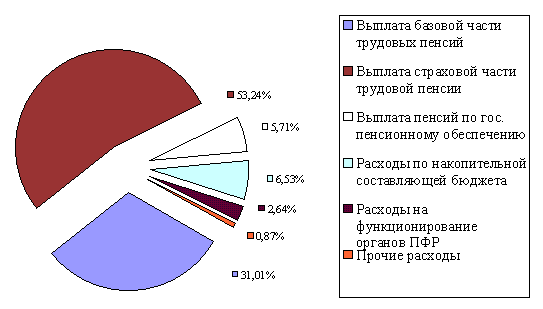 53,24%
5,71%
6,53%
2,64%
0,87%
31,01%
Выплата базовой части
трудовых пенсий
Выплата страховой части
трудовой пенсии
Выплата пенсий по гос.
пенсионному обеспечению
Расходы по накопительной
составляющей бюджета
Расходы на
функционирование
органов ПФР
Прочие расходы